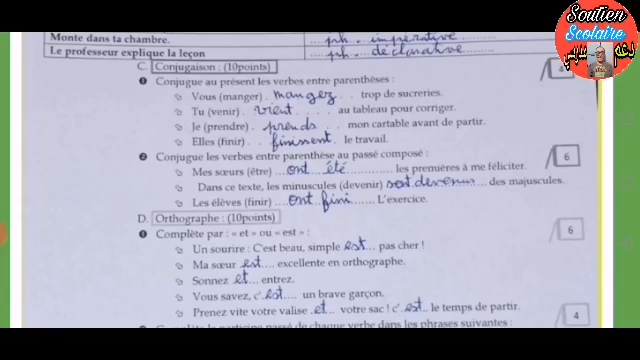 Soutien
Scolaire
دعم مدرسي
Monte dans ta chambre. ....ph. impérative......
Le professeur explique la leçon ....ph. déclarative........
C. Conjugaison : (10points)
❶ Conjugue au présent les verbes entre parenthèses :
Vous (manger) . mangez . . trop de sucreries.
Tu (venir) . vient . . . au tableau pour corriger.
Je (prendre) . prends . . mon cartable avant de partir.
Elles (finir) . . finissent . le travail.
❷ Conjugue les verbes entre parenthèse au passé composé :
6
Mes sœurs (être) ...ont été............. les premières à me féliciter.
Dans ce texte, les minuscules (devenir) sont devenus... des majuscules.
Les élèves (finir) ....ont fini.... L'exercice.
D. Orthographe : (10points)
❶ Complète par : « et » ou « est » :
6
Un sourire : C'est beau, simple est... pas cher !
Ma sœur est.... excellente en orthographe.
Sonnez et... entrez.
Vous savez, c'.est.... un brave garçon.
Prenez vite votre valise .et... votre sac ! c'.est.. le temps de partir.
4